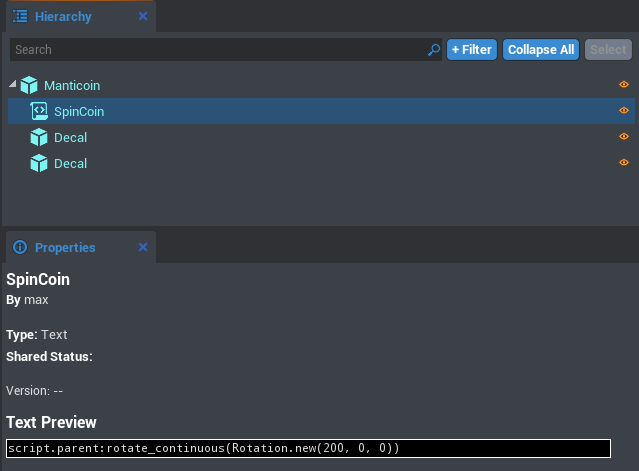 Hierarchy
Search
+ Filter
Collapse All
Select
Manticoin
SpinCoin
Decal
Decal
Properties
SpinCoin
By max
Type: Text
Shared Status:
Version: --
Text Preview
script.parent:rotate_continuous(Rotation.new(200, 0, 0))